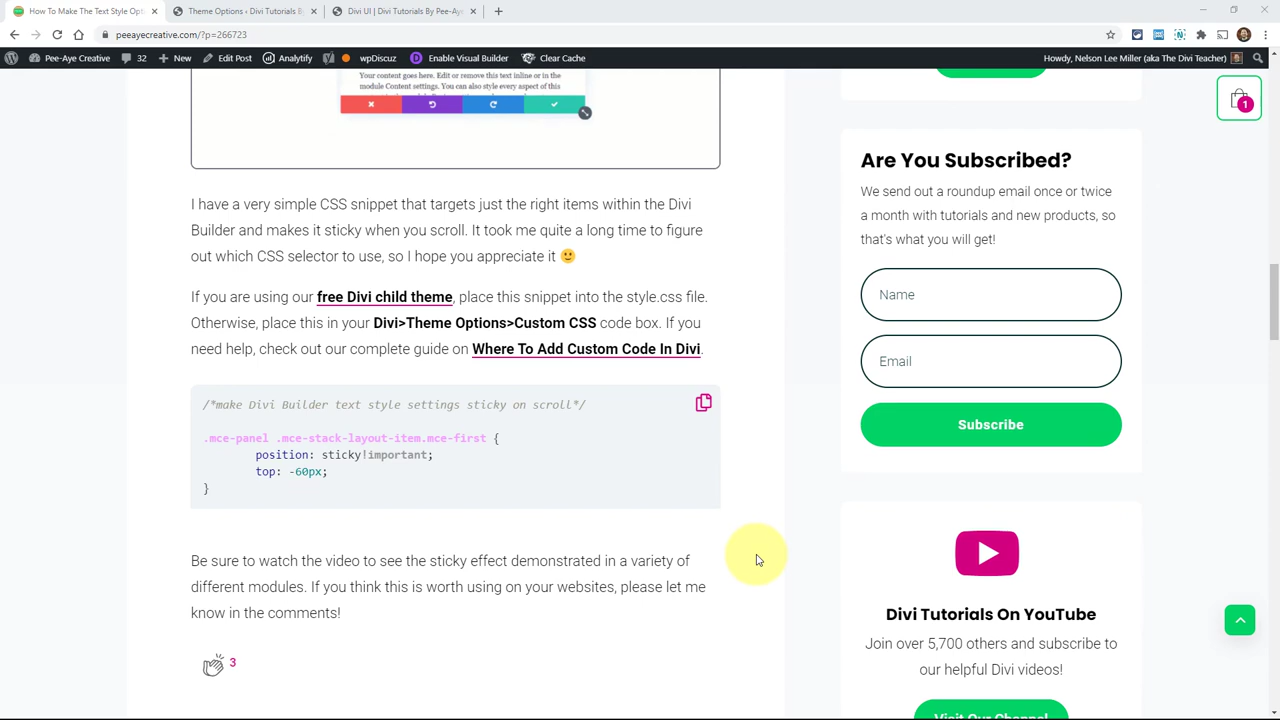 How To Make The Text Style Opti
Theme Options ‹ Divi Tutorials B
Divi UI | Divi Tutorials By Pee-Aye
peeayecreative.com/?p=266723
Pee-Aye Creative
32
New
Edit Post
Analytify
wpDiscuz
Enable Visual Builder
Clear Cache
Howdy, Nelson Lee Miller (aka The Divi Teacher)
1
Your content goes here. Edit or remove this text inline or in the
module Content settings. You can also style every aspect of this
I have a very simple CSS snippet that targets just the right items within the Divi
Builder and makes it sticky when you scroll. It took me quite a long time to figure
out which CSS selector to use, so I hope you appreciate it 🙂
If you are using our free Divi child theme, place this snippet into the style.css file.
Otherwise, place this in your Divi>Theme Options>Custom CSS code box. If you
need help, check out our complete guide on Where To Add Custom Code In Divi.
/*make Divi Builder text style settings sticky on scroll*/
.mce-panel .mce-stack-layout-item.mce-first {
position: sticky!important;
top: -60px;
}
Be sure to watch the video to see the sticky effect demonstrated in a variety of
different modules. If you think this is worth using on your websites, please let me
know in the comments!
3
Are You Subscribed?
We send out a roundup email once or twice
a month with tutorials and new products, so
that's what you will get!
Name
Email
Subscribe
Divi Tutorials On YouTube
Join over 5,700 others and subscribe to
our helpful Divi videos!
Visit Our Channel